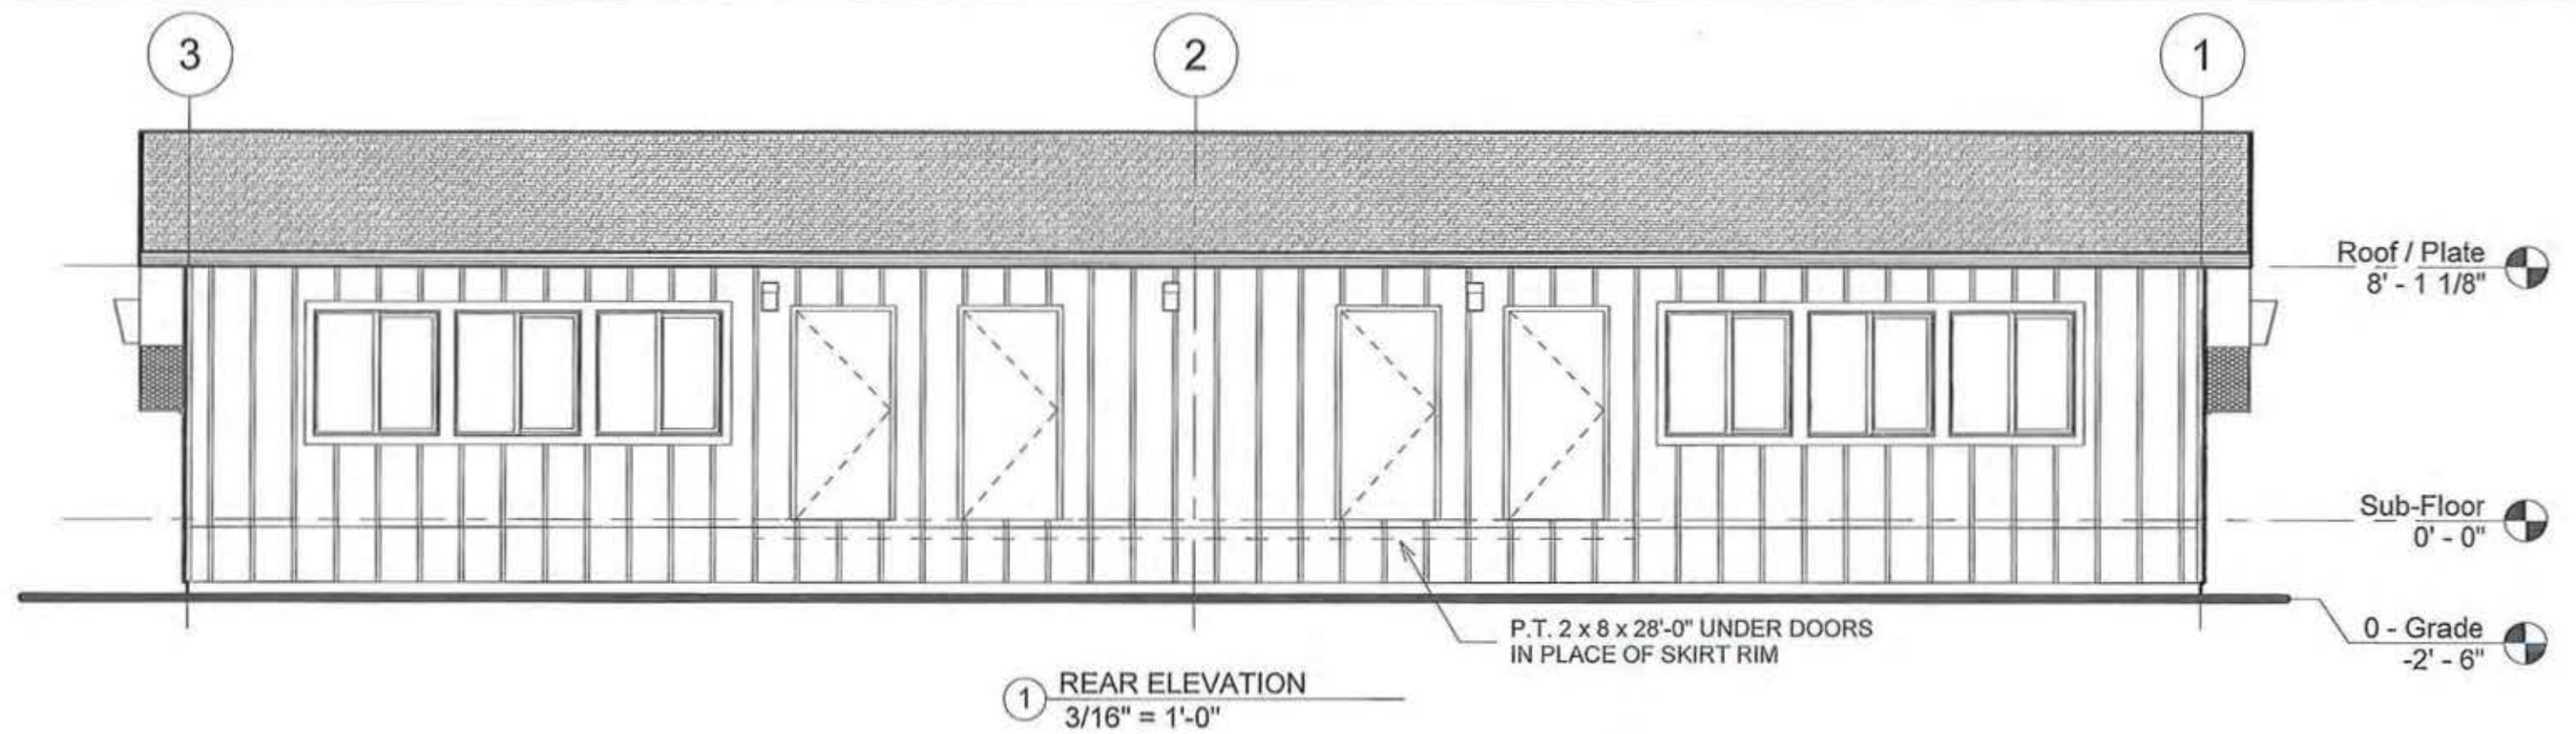 3
2
1
Roof / Plate
8' - 1 1/8"
Sub-Floor
0' - 0"
0 - Grade
-2' - 6"
P.T. 2 x 8 x 28'-0" UNDER DOORS
IN PLACE OF SKIRT RIM
1
REAR ELEVATION
3/16" = 1'-0"